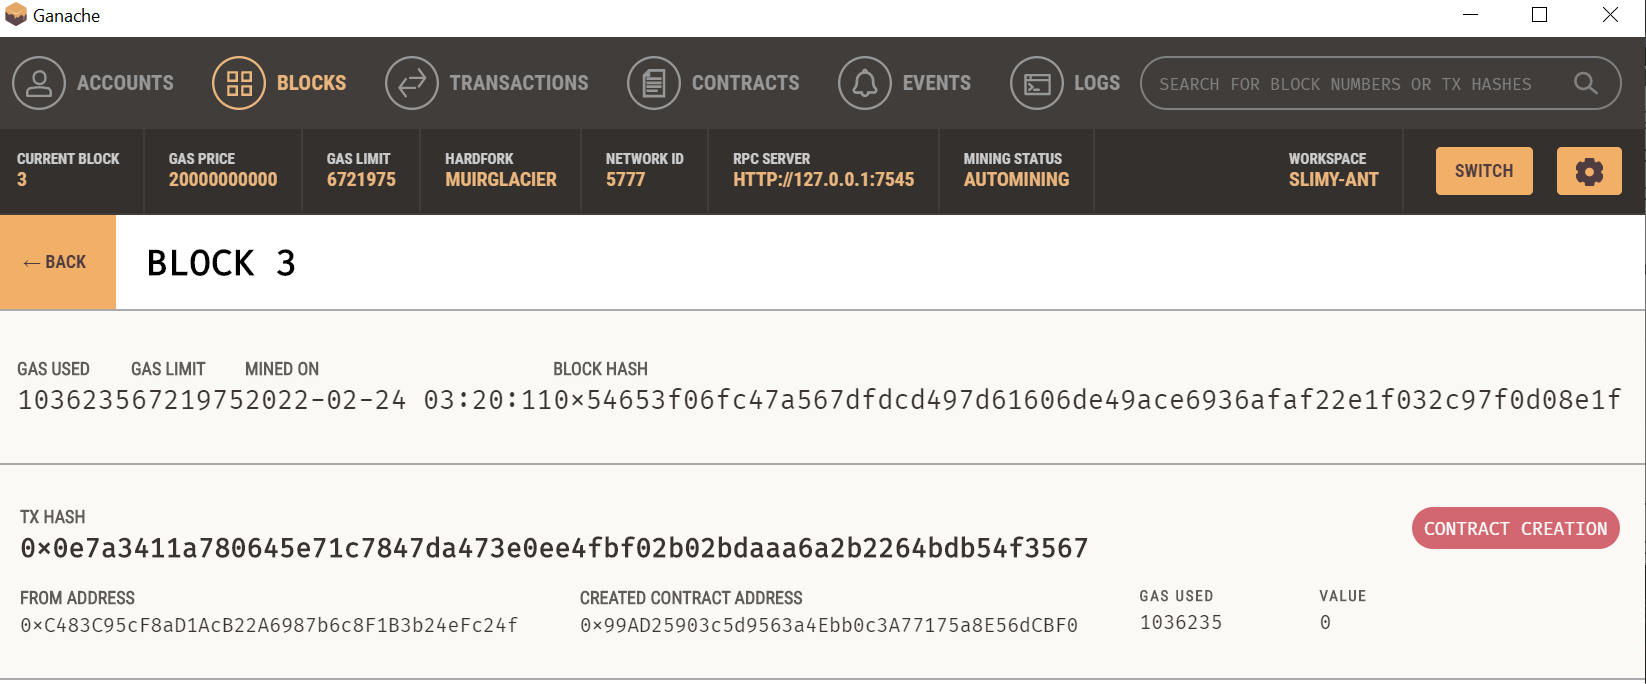 Ganache
ACCOUNTS BLOCKS TRANSACTIONS CONTRACTS EVENTS LOGS SEARCH FOR BLOCK NUMBERS OR TX HASHES
CURRENT BLOCK GAS PRICE GAS LIMIT HARDFORK NETWORK ID RPC SERVER MINING STATUS WORKSPACE
3 20000000000 6721975 MUIRGLACIER 5777 HTTP://127.0.0.1:7545 AUTOMINING SLIMY-ANT
SWITCH
← BACK BLOCK 3
GAS USED GAS LIMIT MINED ON BLOCK HASH
103623567219752022-02-24 03:20:110×54653f06fc47a567dfdcd497d61606de49ace6936afaf22e1f032c97f0d08e1f
TX HASH
0×0e7a3411a780645e71c7847da473e0ee4fbf02b02bdaaa6a2b2264bdb54f3567
CONTRACT CREATION
FROM ADDRESS CREATED CONTRACT ADDRESS GAS USED VALUE
0×C483C95cF8aD1AcB22A6987b6c8F1B3b24eFc24f 0×99AD25903c5d9563a4Ebb0c3A77175a8E56dCBF0 1036235 0